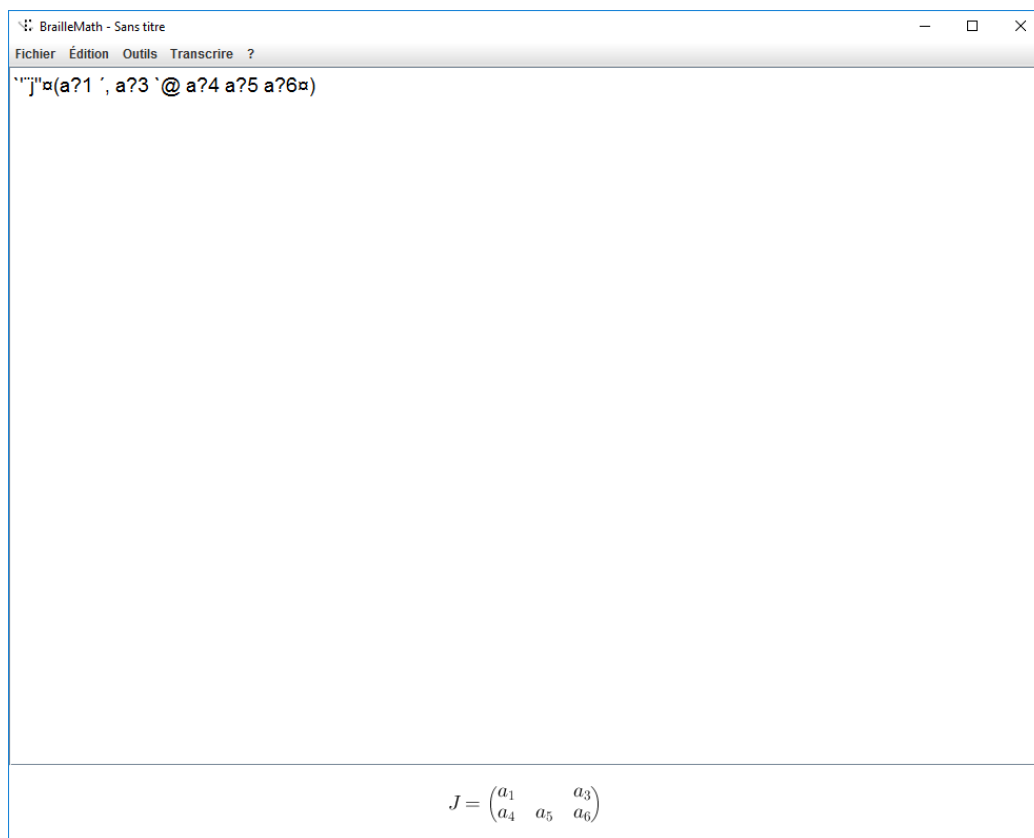 BrailleMath - Sans titre
Fichier Édition Outils Transcrire ?
`'¨j"¤(a?1 ´, a?3 `@ a?4 a?5 a?6¤)
J = (a₁ a₃
a₄ a₅ a₆)